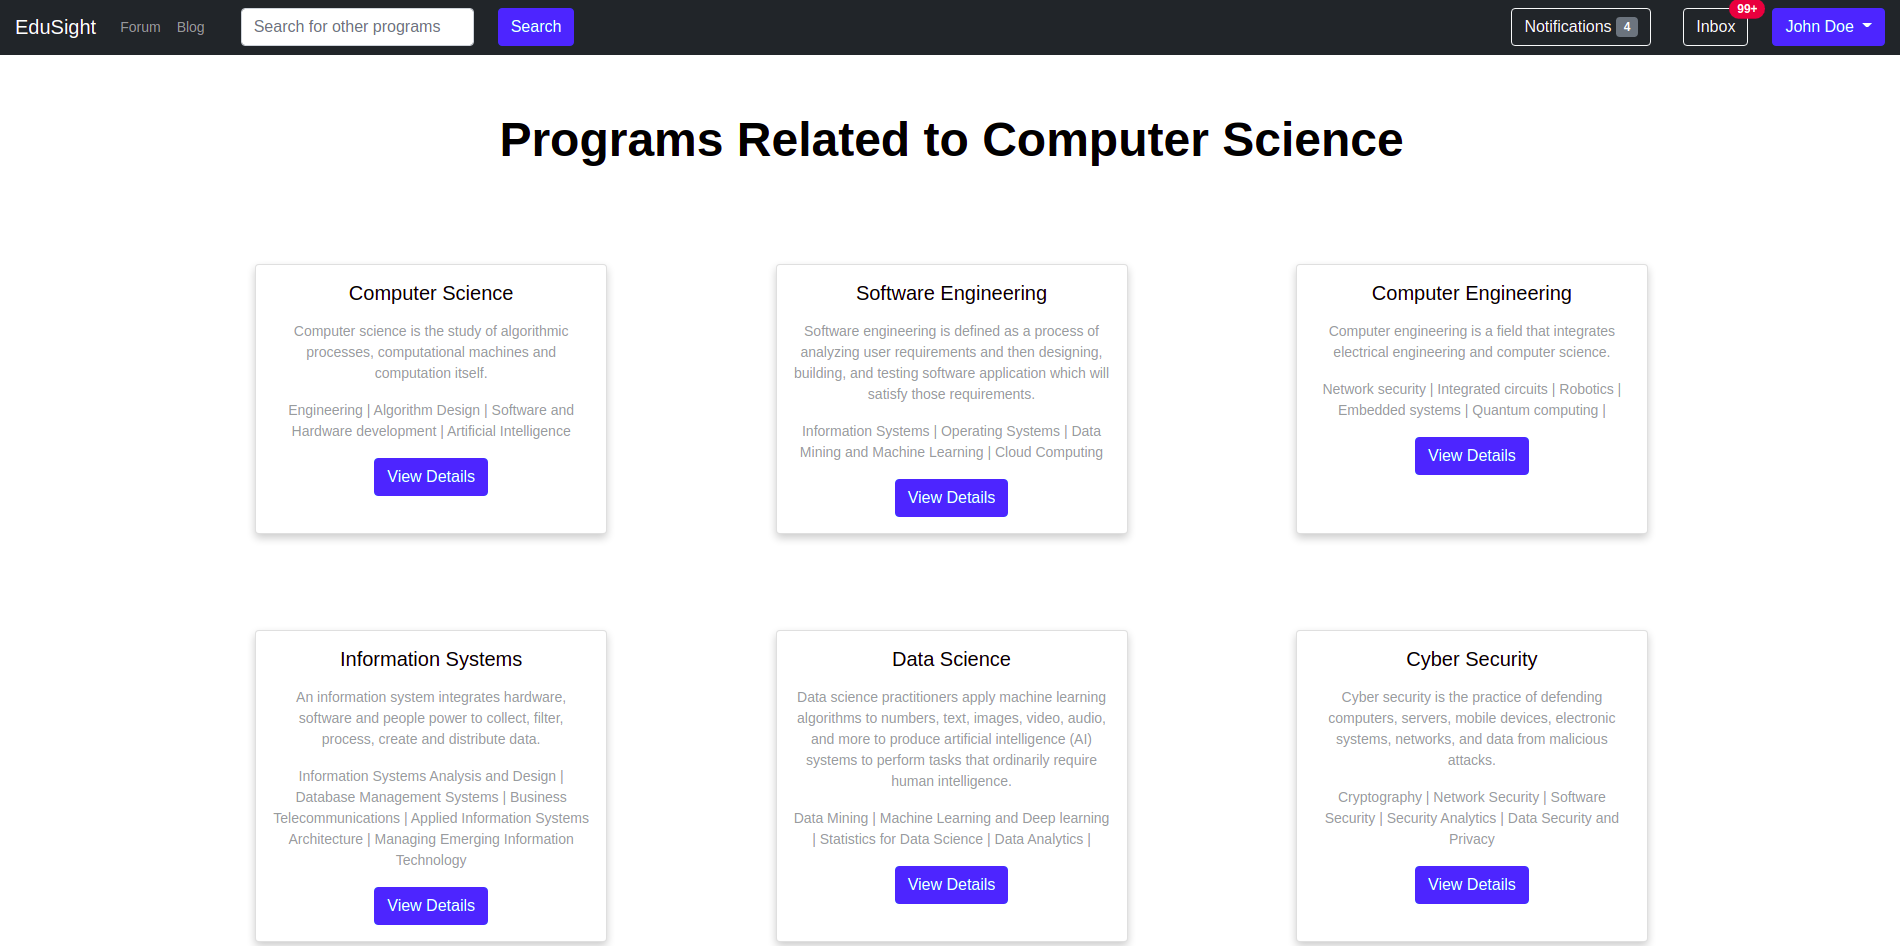 EduSight Forum Blog Search for other programs Search Notifications 4 Inbox 99+ John Doe
Programs Related to Computer Science
Computer Science
Computer science is the study of algorithmic
processes, computational machines and
computation itself.
Engineering | Algorithm Design | Software and
Hardware development | Artificial Intelligence
View Details
Software Engineering
Software engineering is defined as a process of
analyzing user requirements and then designing,
building, and testing software application which will
satisfy those requirements.
Information Systems | Operating Systems | Data
Mining and Machine Learning | Cloud Computing
View Details
Computer Engineering
Computer engineering is a field that integrates
electrical engineering and computer science.
Network security | Integrated circuits | Robotics |
Embedded systems | Quantum computing |
View Details
Information Systems
An information system integrates hardware,
software and people power to collect, filter,
process, create and distribute data.
Information Systems Analysis and Design |
Database Management Systems | Business
Telecommunications | Applied Information Systems
Architecture | Managing Emerging Information
Technology
View Details
Data Science
Data science practitioners apply machine learning
algorithms to numbers, text, images, video, audio,
and more to produce artificial intelligence (AI)
systems to perform tasks that ordinarily require
human intelligence.
Data Mining | Machine Learning and Deep learning
| Statistics for Data Science | Data Analytics |
View Details
Cyber Security
Cyber security is the practice of defending
computers, servers, mobile devices, electronic
systems, networks, and data from malicious
attacks.
Cryptography | Network Security | Software
Security | Security Analytics | Data Security and
Privacy
View Details